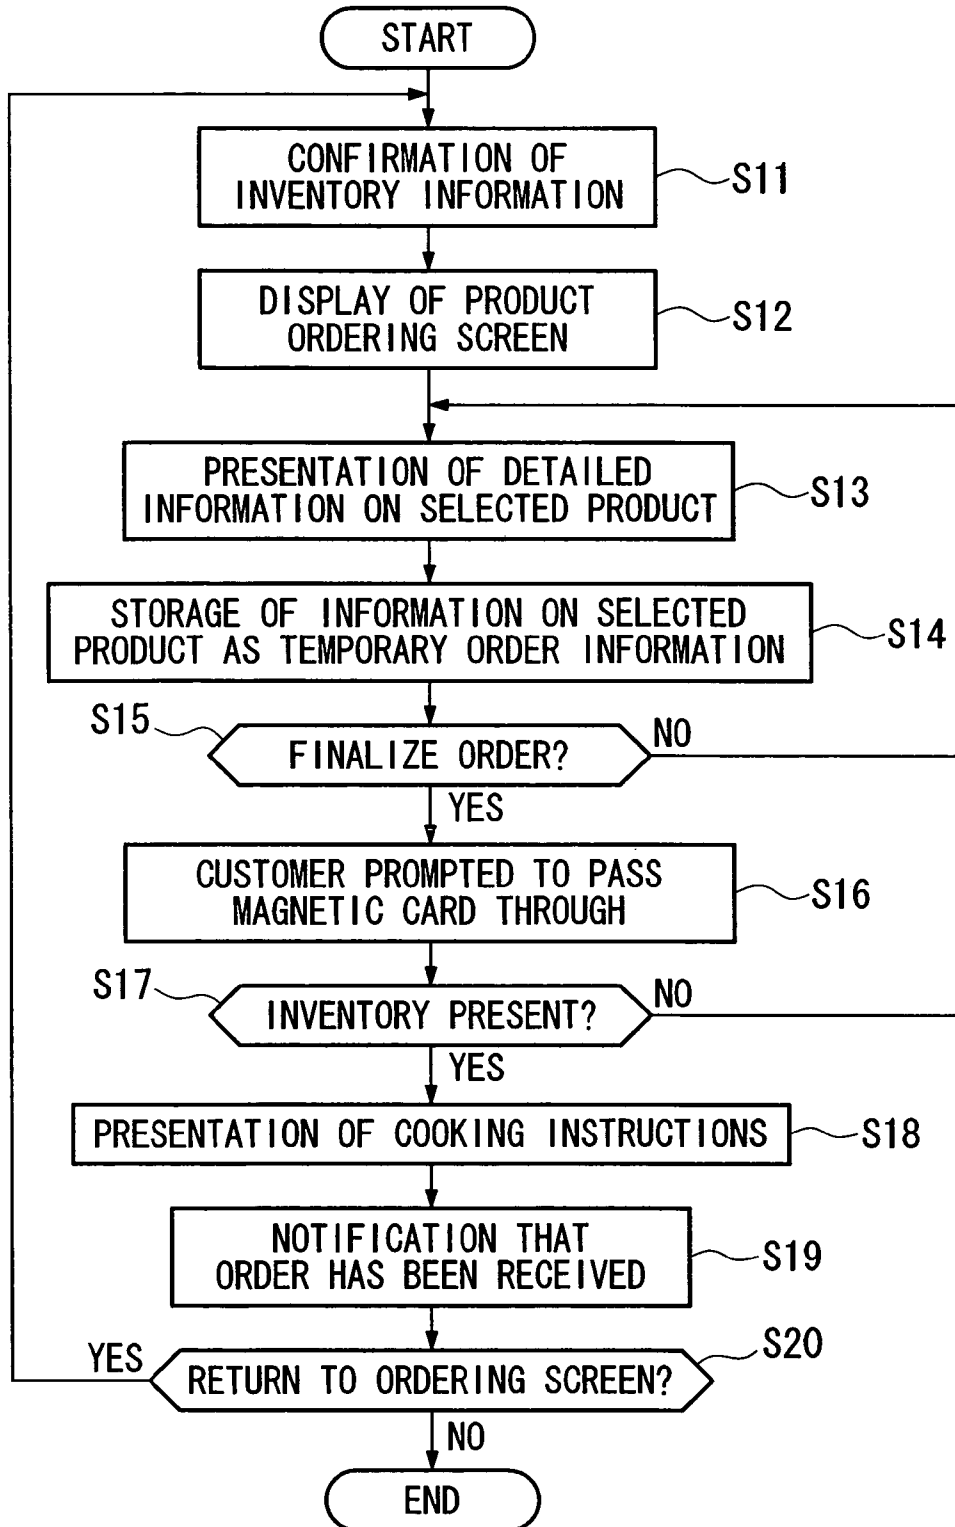 START
CONFIRMATION OF
INVENTORY INFORMATION
S11
DISPLAY OF PRODUCT
ORDERING SCREEN
S12
PRESENTATION OF DETAILED
INFORMATION ON SELECTED PRODUCT
S13
STORAGE OF INFORMATION ON SELECTED
PRODUCT AS TEMPORARY ORDER INFORMATION
S14
S15
FINALIZE ORDER?
NO
YES
CUSTOMER PROMPTED TO PASS
MAGNETIC CARD THROUGH
S16
S17
INVENTORY PRESENT?
NO
YES
PRESENTATION OF COOKING INSTRUCTIONS
S18
NOTIFICATION THAT
ORDER HAS BEEN RECEIVED
S19
YES
RETURN TO ORDERING SCREEN?
S20
NO
END